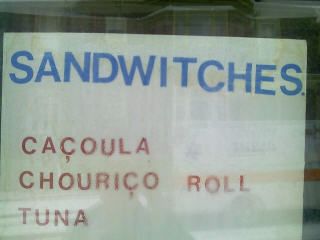 SANDWITCHES.
CAÇOULA
CHOURIÇO ROLL
TUNA